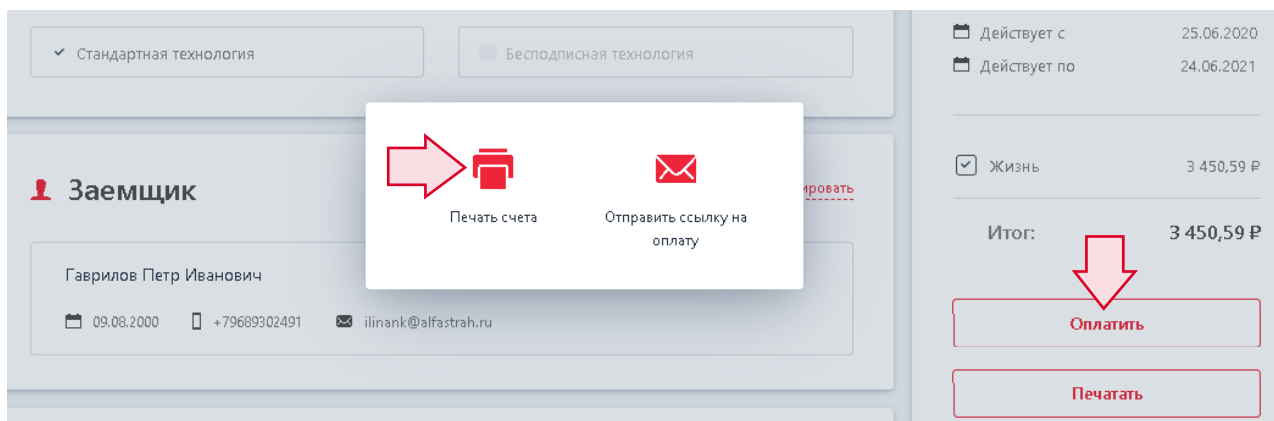 Стандартная технология
Бесподписная технология
Заемщик
Гаврилов Петр Иванович
09.08.2000 +79689302491 ilinank@alfastrah.ru
Печать счета
Отправить ссылку на
оплату
Действует с 25.06.2020
Действует по 24.06.2021
Жизнь 3 450,59 ₽
Итог: 3 450,59 ₽
Оплатить
Печатать